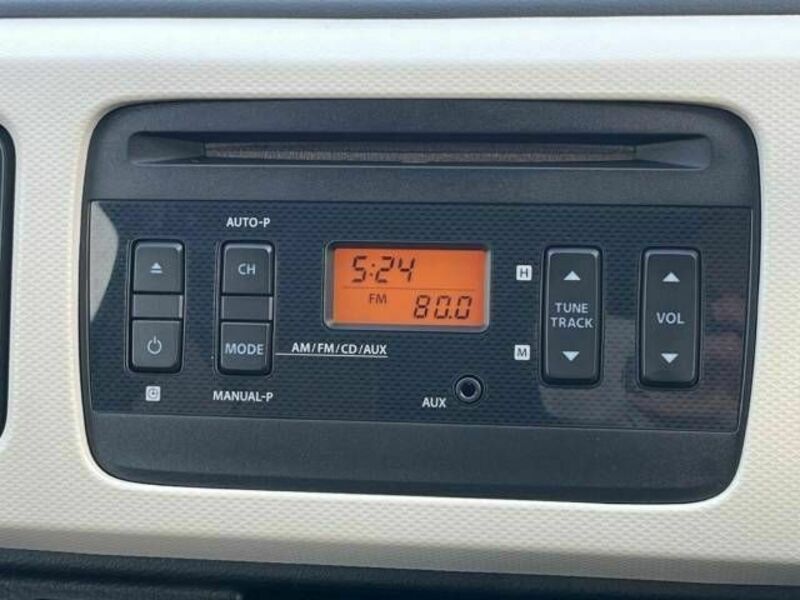 AUTO-P
CH
MODE
AM/FM/CD/AUX
MANUAL-P
5:24
FM
80.0
AUX
H
M
TUNE
TRACK
VOL